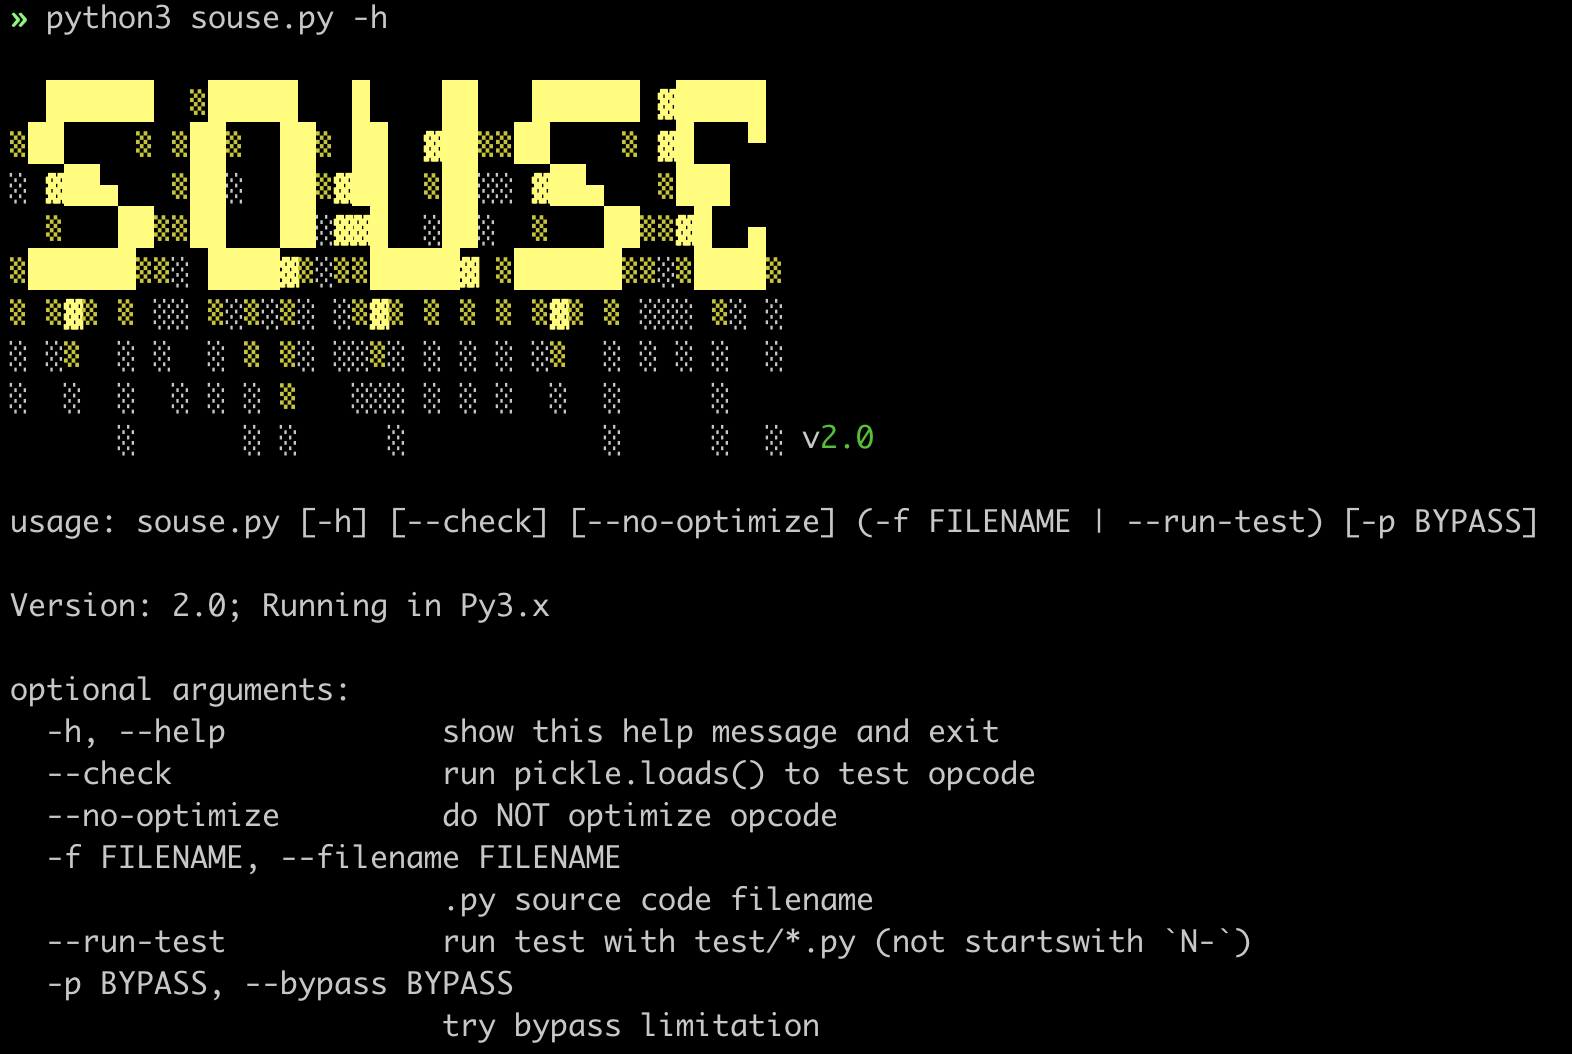 » python3 souse.py -h
SOUSE
v2.0
usage: souse.py [-h] [--check] [--no-optimize] (-f FILENAME | --run-test) [-p BYPASS]
Version: 2.0; Running in Py3.x
optional arguments:
-h, --help show this help message and exit
--check run pickle.loads() to test opcode
--no-optimize do NOT optimize opcode
-f FILENAME, --filename FILENAME
.py source code filename
--run-test run test with test/*.py (not startswith `N-`)
-p BYPASS, --bypass BYPASS
try bypass limitation